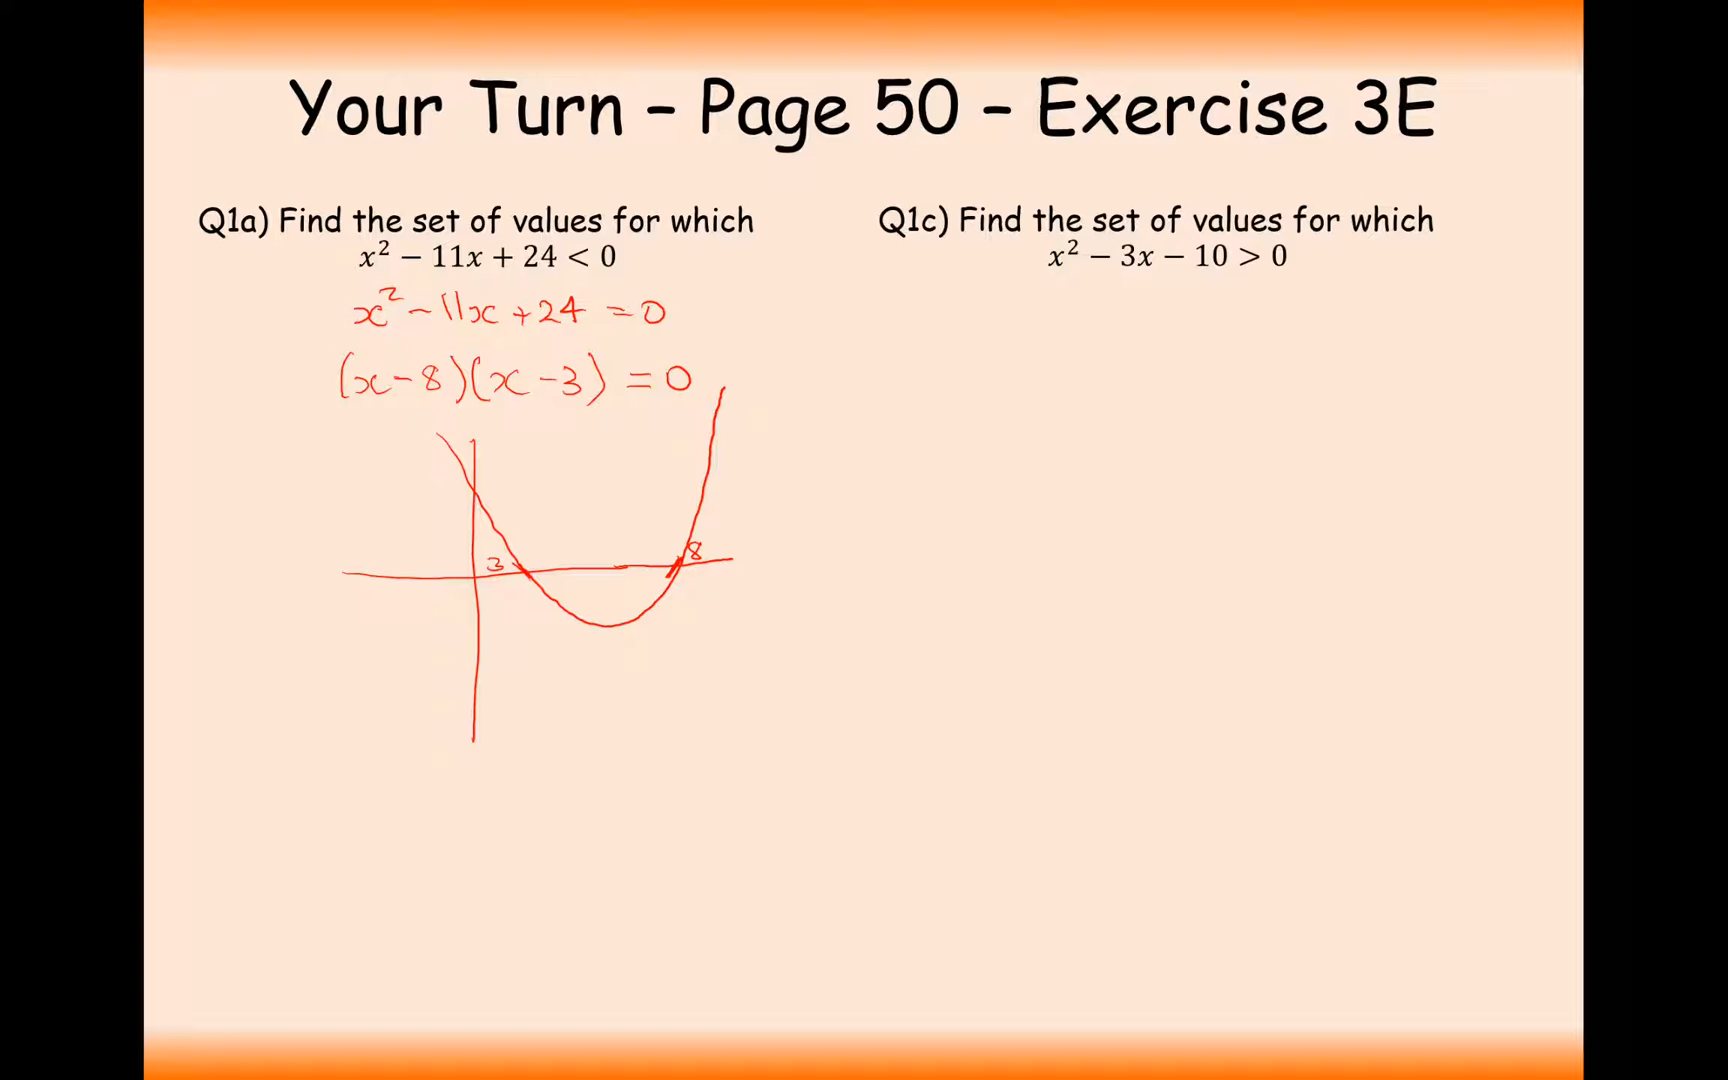 Your Turn – Page 50 – Exercise 3E
Q1a) Find the set of values for which
x² − 11x + 24 < 0
x² − 11x + 24 = 0
(x − 8)(x − 3) = 0
3
8
Q1c) Find the set of values for which
x² − 3x − 10 > 0